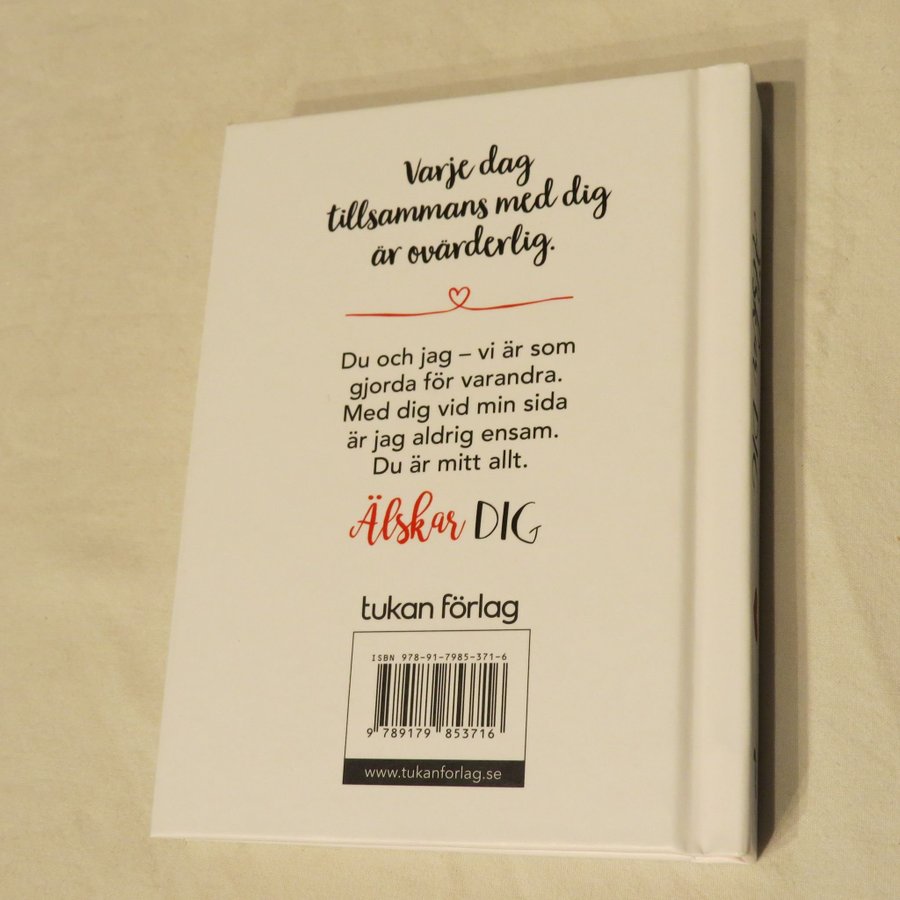 Varje dag
tillsammans med dig
är ovärderlig.
Du och jag – vi är som
gjorda för varandra.
Med dig vid min sida
är jag aldrig ensam.
Du är mitt allt.
Älskar DIG
tukan förlag
ISBN 978-91-7985-371-6
9 789179 853716
www.tukanforlag.se